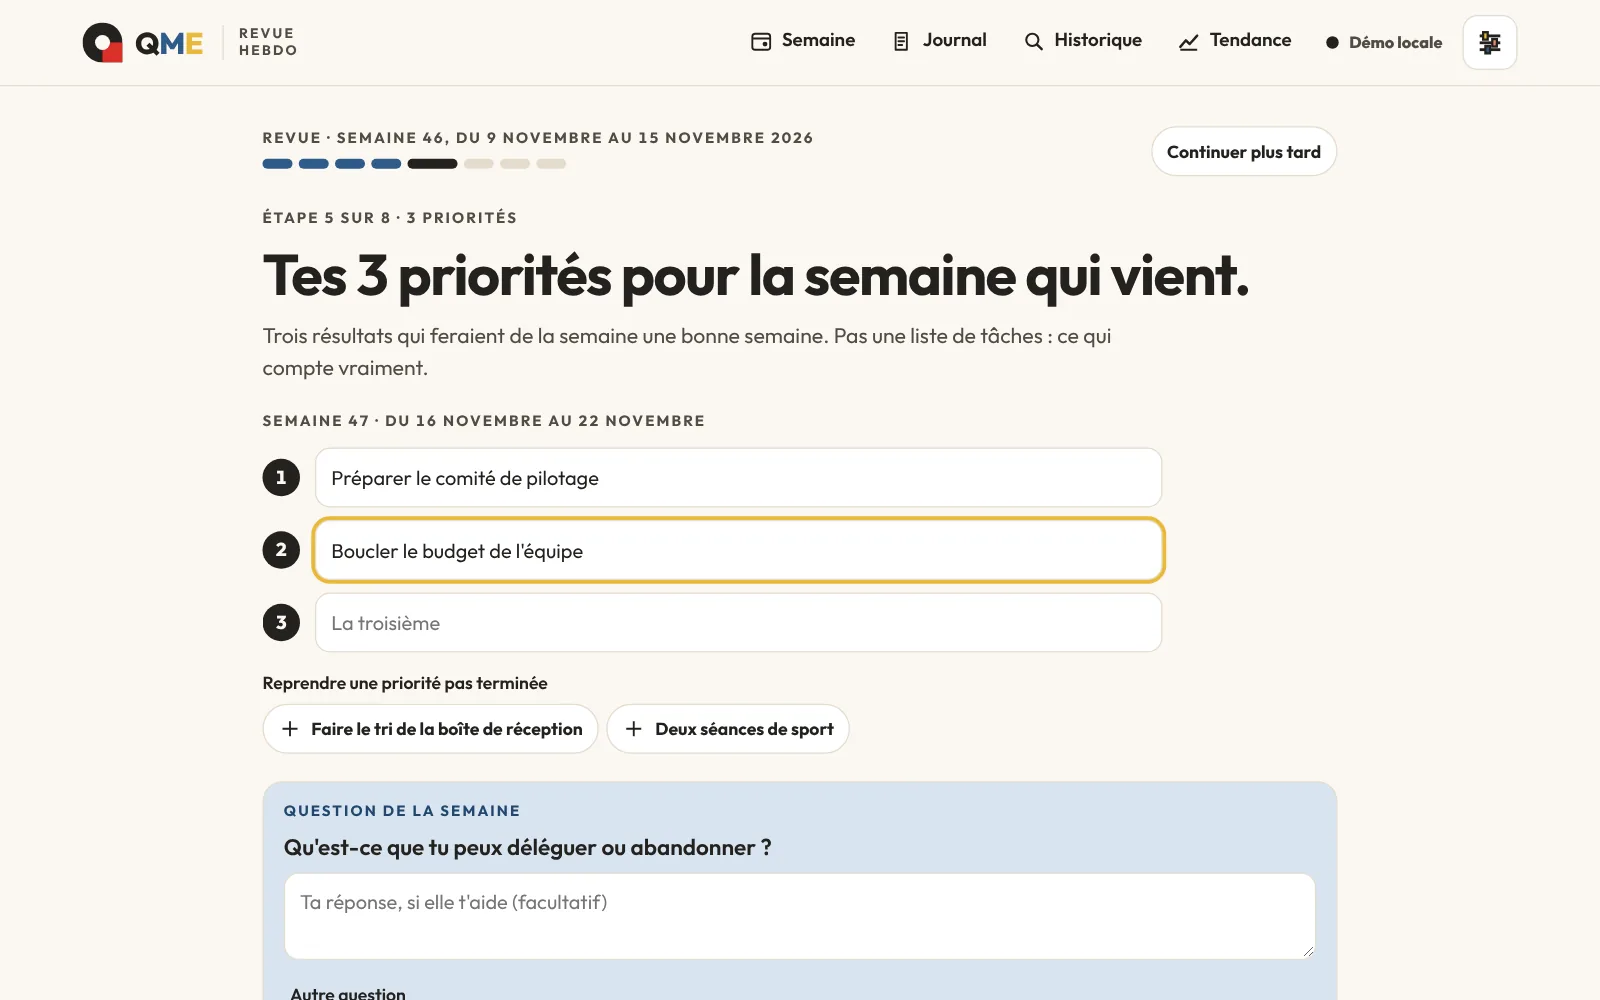 QME
REVUE
HEBDO
Semaine
Journal
Historique
Tendance
Démo locale
REVUE · SEMAINE 46, DU 9 NOVEMBRE AU 15 NOVEMBRE 2026
Continuer plus tard
ÉTAPE 5 SUR 8 · 3 PRIORITÉS
Tes 3 priorités pour la semaine qui vient.
Trois résultats qui feraient de la semaine une bonne semaine. Pas une liste de tâches : ce qui
compte vraiment.
SEMAINE 47 · DU 16 NOVEMBRE AU 22 NOVEMBRE
1 Préparer le comité de pilotage
2 Boucler le budget de l'équipe
3 La troisième
Reprendre une priorité pas terminée
+ Faire le tri de la boîte de réception
+ Deux séances de sport
QUESTION DE LA SEMAINE
Qu'est-ce que tu peux déléguer ou abandonner ?
Ta réponse, si elle t'aide (facultatif)
Autre question